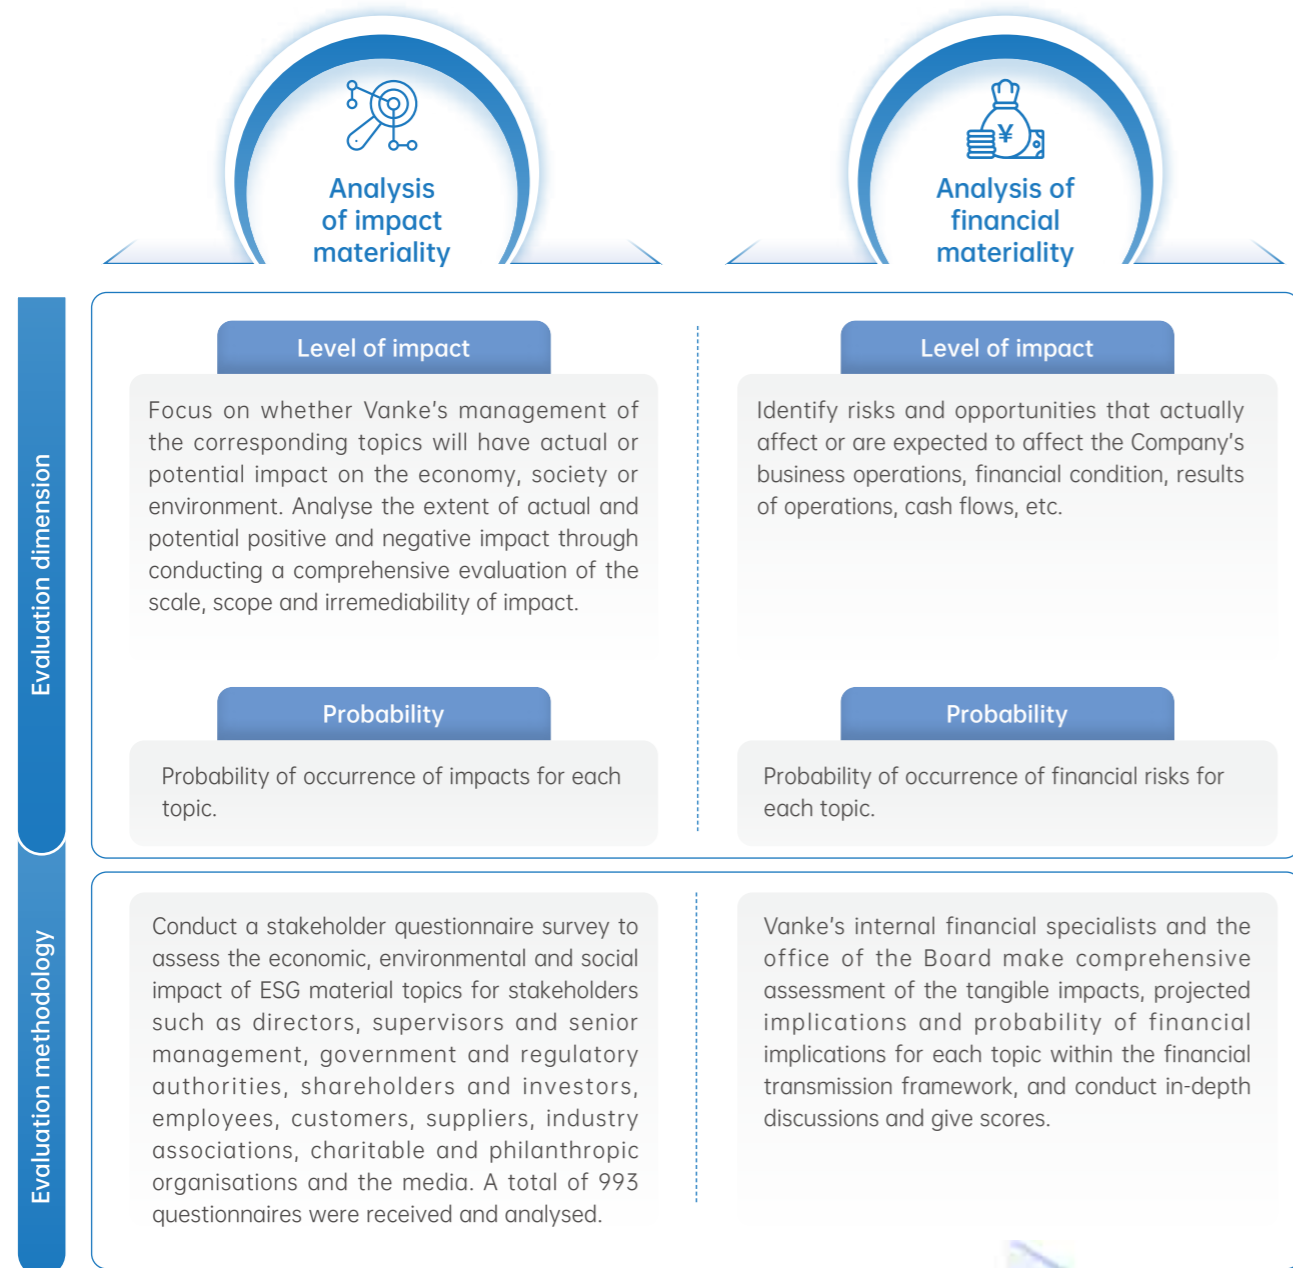 Analysis
of impact
materiality
Analysis of
financial
materiality
¥
Evaluation dimension
Level of impact
Focus on whether Vanke's management of
the corresponding topics will have actual or
potential impact on the economy, society or
environment. Analyse the extent of actual and
potential positive and negative impact through
conducting a comprehensive evaluation of the
scale, scope and irremediability of impact.
Probability
Probability of occurrence of impacts for each
topic.
Level of impact
Identify risks and opportunities that actually
affect or are expected to affect the Company's
business operations, financial condition, results
of operations, cash flows, etc.
Probability
Probability of occurrence of financial risks for
each topic.
Evaluation methodology
Conduct a stakeholder questionnaire survey to
assess the economic, environmental and social
impact of ESG material topics for stakeholders
such as directors, supervisors and senior
management, government and regulatory
authorities, shareholders and investors,
employees, customers, suppliers, industry
associations, charitable and philanthropic
organisations and the media. A total of 993
questionnaires were received and analysed.
Vanke's internal financial specialists and the
office of the Board make comprehensive
assessment of the tangible impacts, projected
implications and probability of financial
implications for each topic within the financial
transmission framework, and conduct in-depth
discussions and give scores.